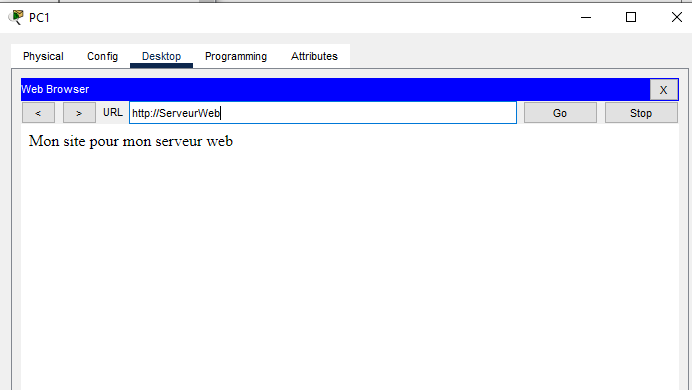 PC1
Physical Config Desktop Programming Attributes
Web Browser X
< > URL http://ServeurWeb Go Stop
Mon site pour mon serveur web